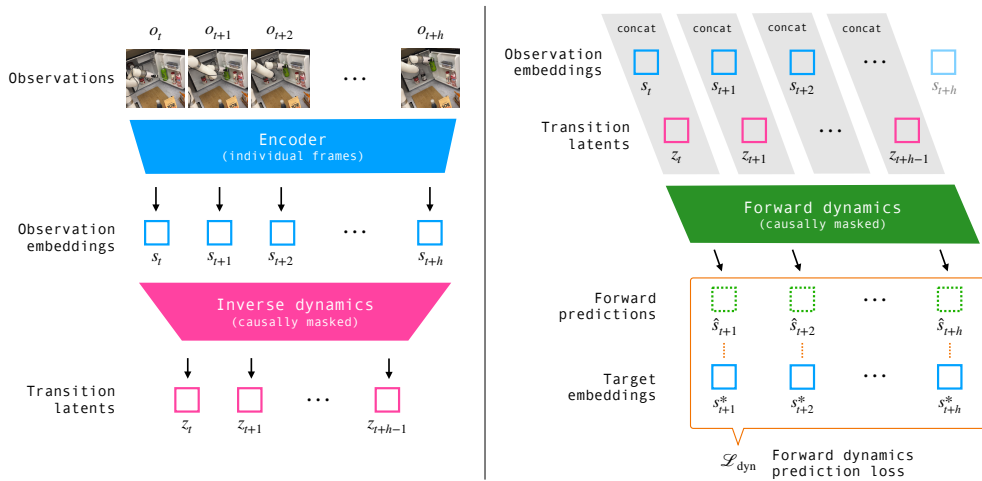 o_t o_{t+1} o_{t+2} o_{t+h}
Observations
...
Encoder
(individual frames)
Observation
embeddings
...
s_t s_{t+1} s_{t+2} s_{t+h}
Inverse dynamics
(causally masked)
Transition
latents
...
z_t z_{t+1} z_{t+h-1}
concat concat concat concat
Observation
embeddings
...
s_t s_{t+1} s_{t+2} s_{t+h}
Transition
latents
...
z_t z_{t+1} z_{t+h-1}
Forward dynamics
(causally masked)
Forward
predictions
...
ŝ_{t+1} ŝ_{t+2} ŝ_{t+h}
Target
embeddings
...
s*_{t+1} s*_{t+2} s*_{t+h}
ℒ_dyn Forward dynamics
prediction loss